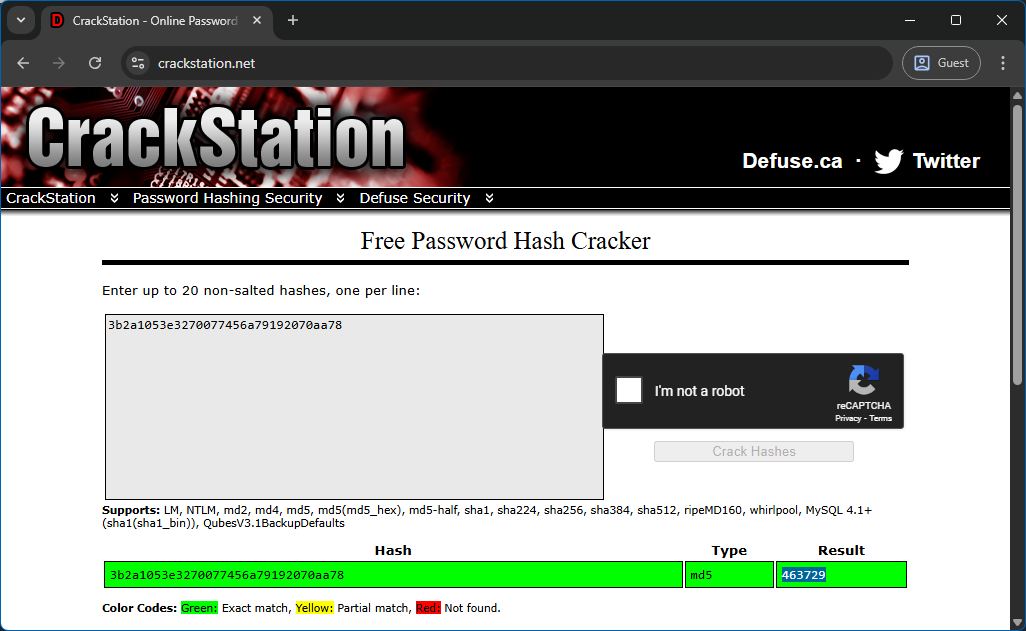 CrackStation - Online Password
crackstation.net
Guest
CrackStation
Defuse.ca · Twitter
CrackStation Password Hashing Security Defuse Security
Free Password Hash Cracker
Enter up to 20 non-salted hashes, one per line:
3b2a1053e3270077456a79192070aa78
I'm not a robot
reCAPTCHA
Privacy - Terms
Crack Hashes
Supports: LM, NTLM, md2, md4, md5, md5(md5_hex), md5-half, sha1, sha224, sha256, sha384, sha512, ripeMD160, whirlpool, MySQL 4.1+
(sha1(sha1_bin)), QubesV3.1BackupDefaults
Hash Type Result
3b2a1053e3270077456a79192070aa78 md5 463729
Color Codes: Green: Exact match, Yellow: Partial match, Red: Not found.